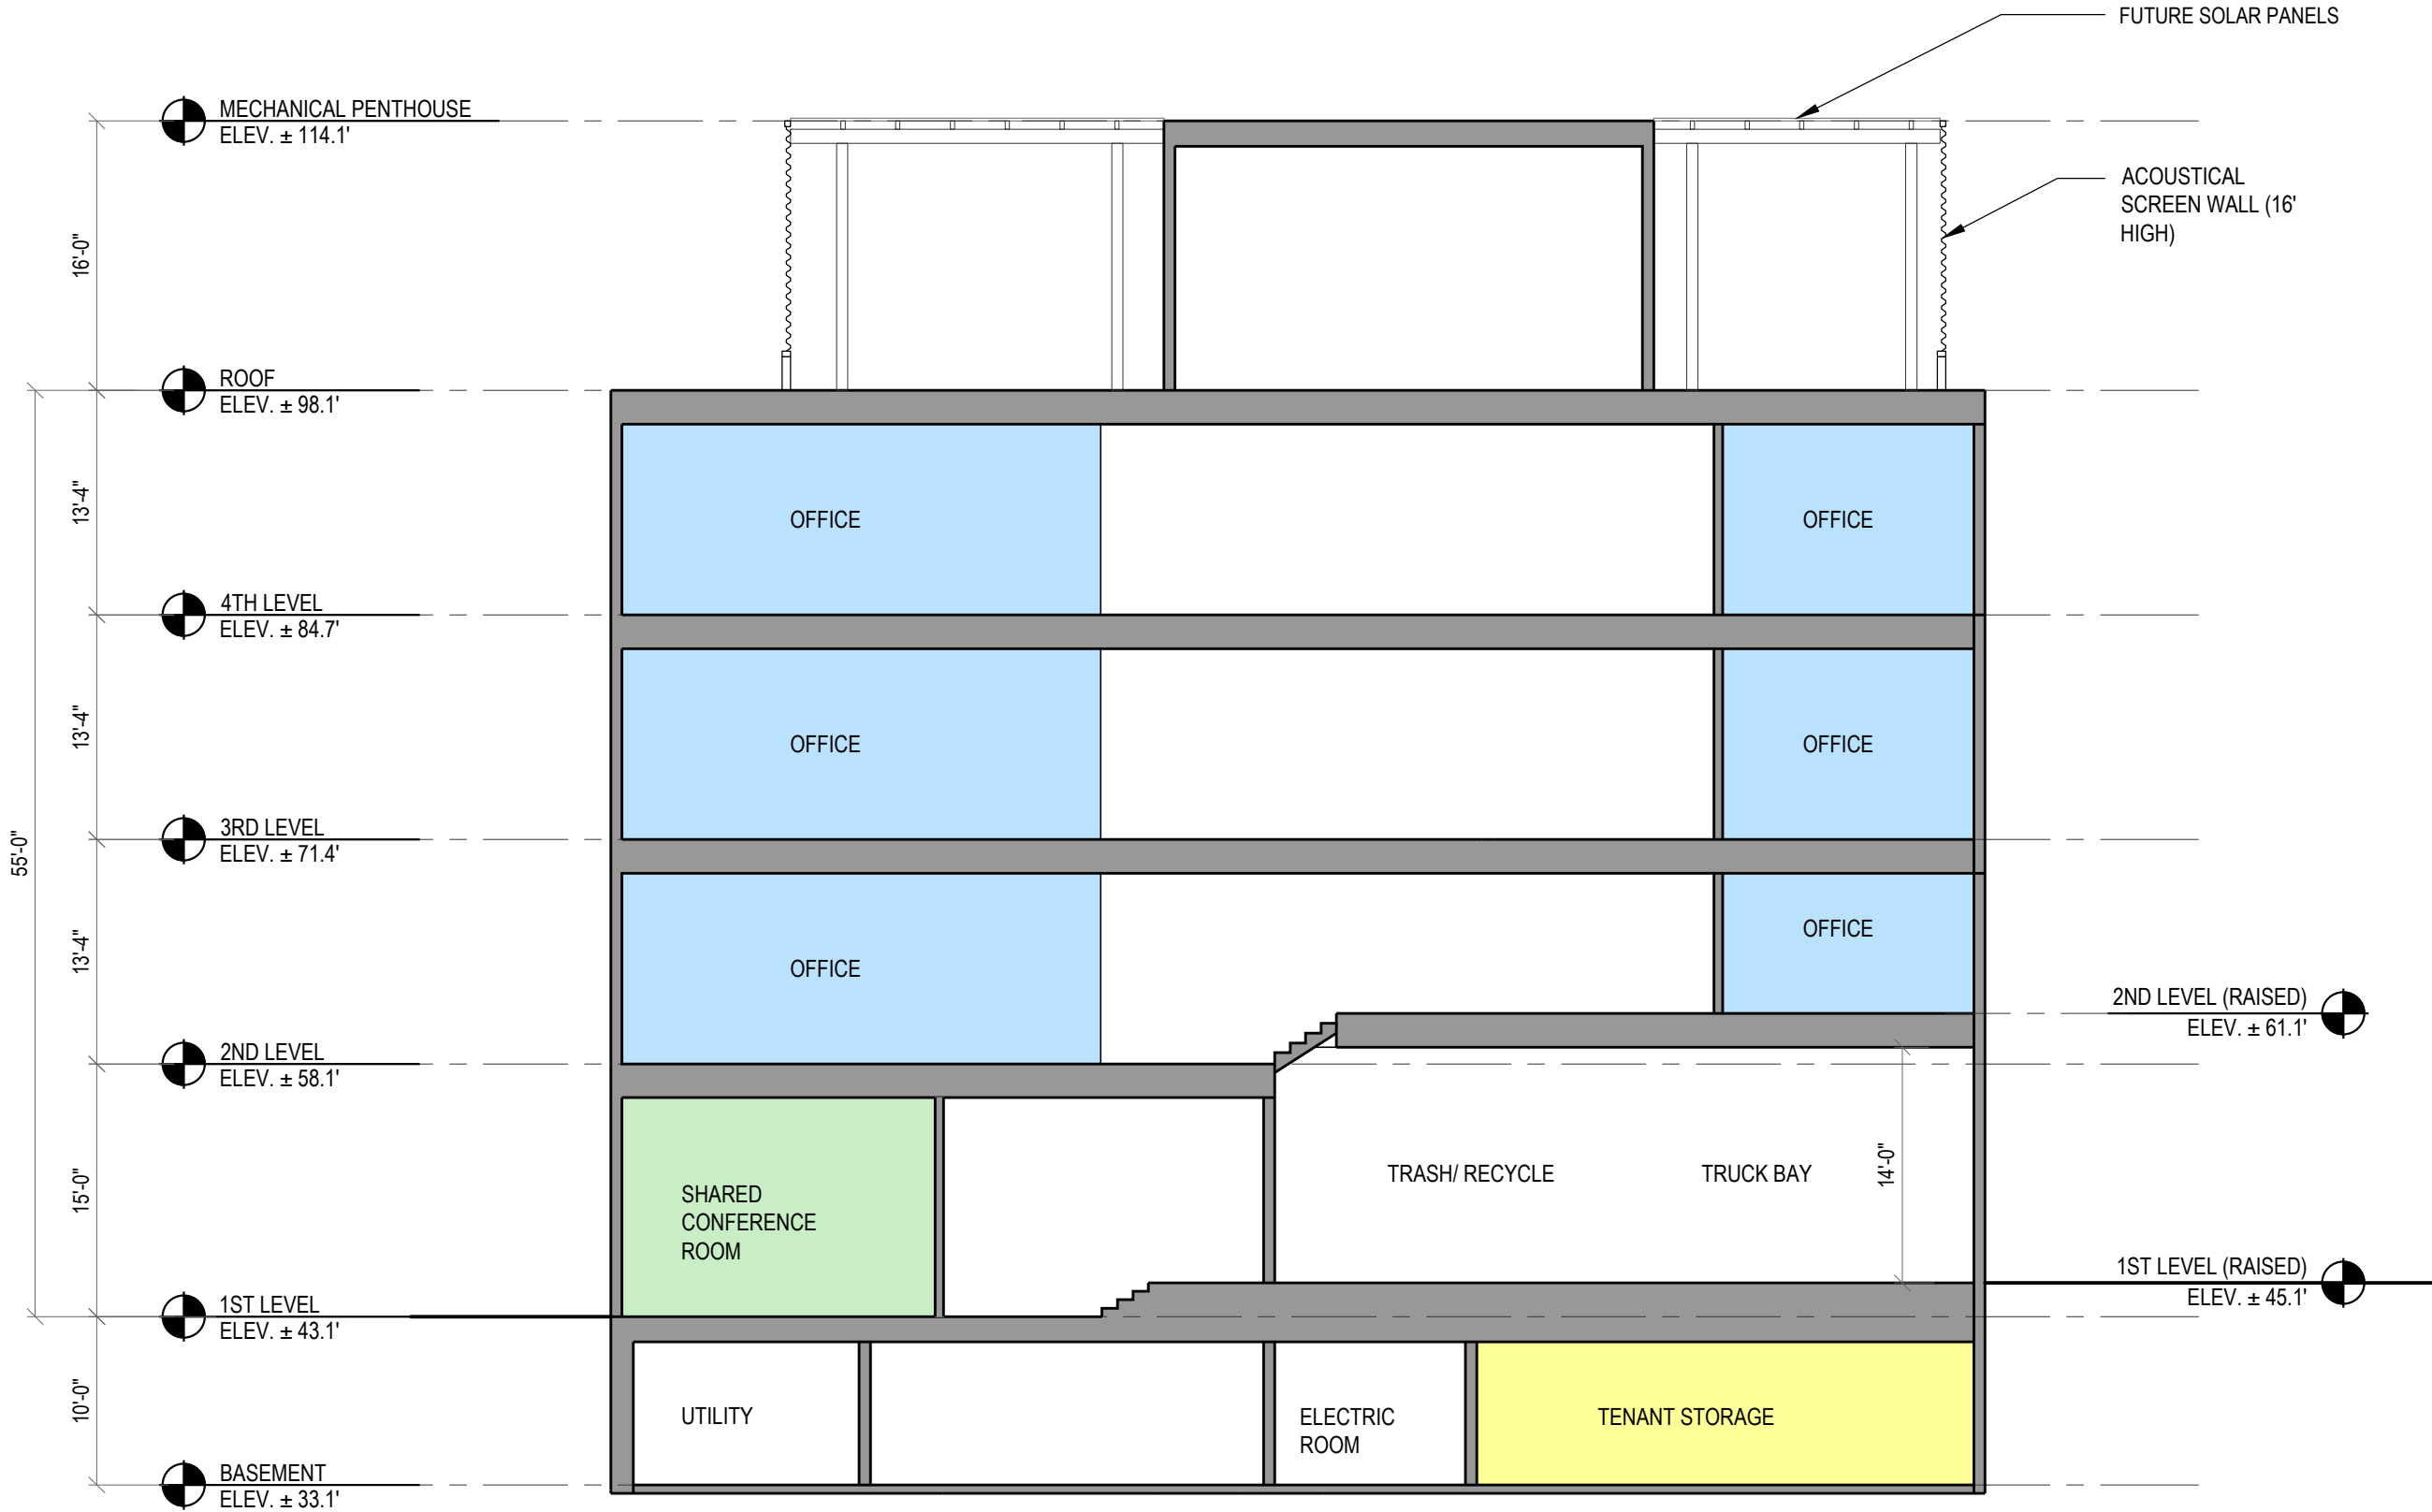 FUTURE SOLAR PANELS
MECHANICAL PENTHOUSE
ELEV. ± 114.1'
ACOUSTICAL
SCREEN WALL (16'
HIGH)
16'-0"
ROOF
ELEV. ± 98.1'
13'-4"
OFFICE
OFFICE
4TH LEVEL
ELEV. ± 84.7'
13'-4"
OFFICE
OFFICE
3RD LEVEL
ELEV. ± 71.4'
55'-0"
13'-4"
OFFICE
OFFICE
2ND LEVEL (RAISED)
ELEV. ± 61.1'
2ND LEVEL
ELEV. ± 58.1'
15'-0"
SHARED
CONFERENCE
ROOM
TRASH/ RECYCLE
TRUCK BAY
14'-0"
1ST LEVEL (RAISED)
ELEV. ± 45.1'
1ST LEVEL
ELEV. ± 43.1'
10'-0"
UTILITY
ELECTRIC
ROOM
TENANT STORAGE
BASEMENT
ELEV. ± 33.1'